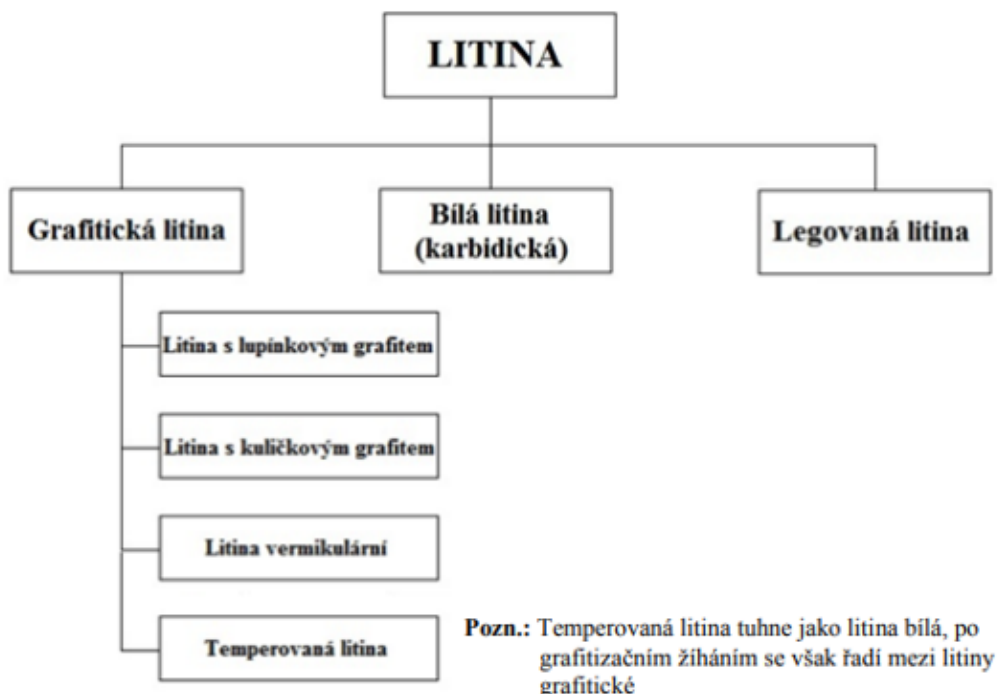 LITINA
Grafitická litina
Bílá litina
(karbidická)
Legovaná litina
Litina s lupínkovým grafitem
Litina s kuličkovým grafitem
Litina vermikulární
Temperovaná litina
Pozn.: Temperovaná litina tuhne jako litina bílá, po
grafitizačním žíháním se však řadí mezi litiny
grafitické